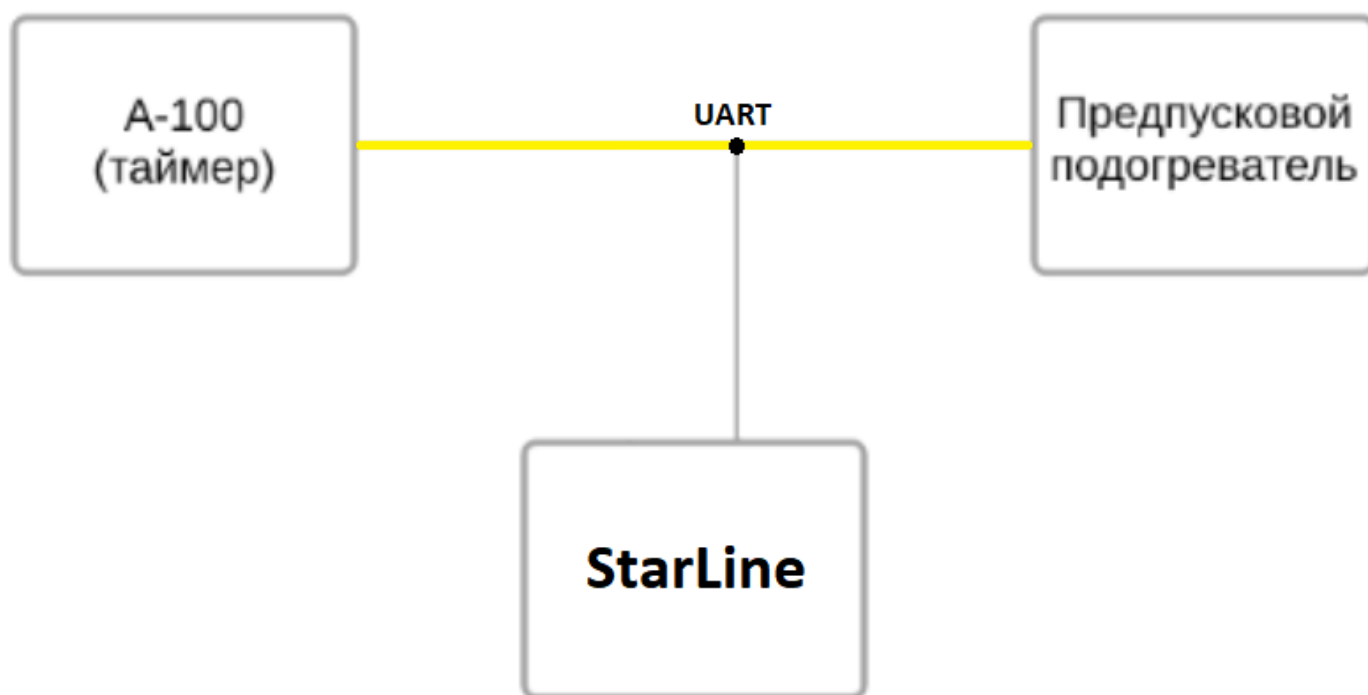 А-100
(таймер)
UART
Предпусковой
подогреватель
StarLine